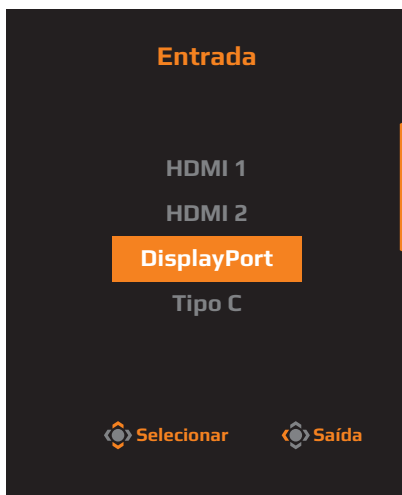 Entrada
HDMI 1
HDMI 2
DisplayPort
Tipo C
Selecionar Saída